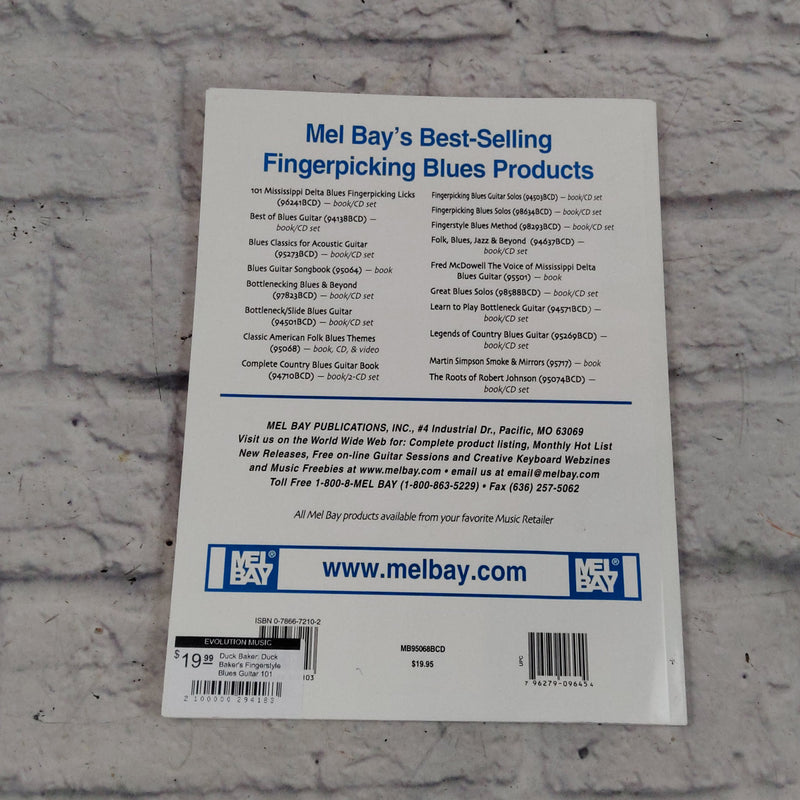 Mel Bay's Best-Selling
Fingerpicking Blues Products
101 Mississippi Delta Blues Fingerpicking Licks
(96241BCD) — book/CD set
Best of Blues Guitar (94138BCD) —
book/CD set
Blues Classics for Acoustic Guitar
(95273BCD) — book/CD set
Blues Guitar Songbook (95064) — book
Bottlenecking Blues & Beyond
(97823BCD) — book/CD set
Bottleneck/Slide Blues Guitar
(94501BCD) — book/CD set
Classic American Folk Blues Themes
(95068) — book, CD, & video
Complete Country Blues Guitar Book
(94710BCD) — book/2-CD set
Fingerpicking Blues Guitar Solos (94503BCD) — book/CD set
Fingerpicking Blues Solos (98634BCD) — book/CD set
Fingerstyle Blues Method (98293BCD) — book/CD set
Folk, Blues, Jazz & Beyond (94637BCD) —
book/CD set
Fred McDowell The Voice of Mississippi Delta
Blues Guitar (95501) — book
Great Blues Solos (98588BCD) — book/CD set
Learn to Play Bottleneck Guitar (94571BCD) —
book/CD set
Legends of Country Blues Guitar (95269BCD) —
book/CD set
Martin Simpson Smoke & Mirrors (95717) — book
The Roots of Robert Johnson (95074BCD) —
book/CD set
MEL BAY PUBLICATIONS, INC., #4 Industrial Dr., Pacific, MO 63069
Visit us on the World Wide Web for: Complete product listing, Monthly Hot List
New Releases, Free on-line Guitar Sessions and Creative Keyboard Webzines
and Music Freebies at www.melbay.com • email us at email@melbay.com
Toll Free 1-800-8-MEL BAY (1-800-863-5229) • Fax (636) 257-5062
All Mel Bay products available from your favorite Music Retailer
MEL BAY®
www.melbay.com
MEL BAY®
ISBN 0-7866-7210-2
EVOLUTION MUSIC
$19.99
Duck Baker: Duck
Baker's Fingerstyle
Blues Guitar 101
2 100000 294183
MB95068BCD
$19.95
UPC
7 96279-09645 4